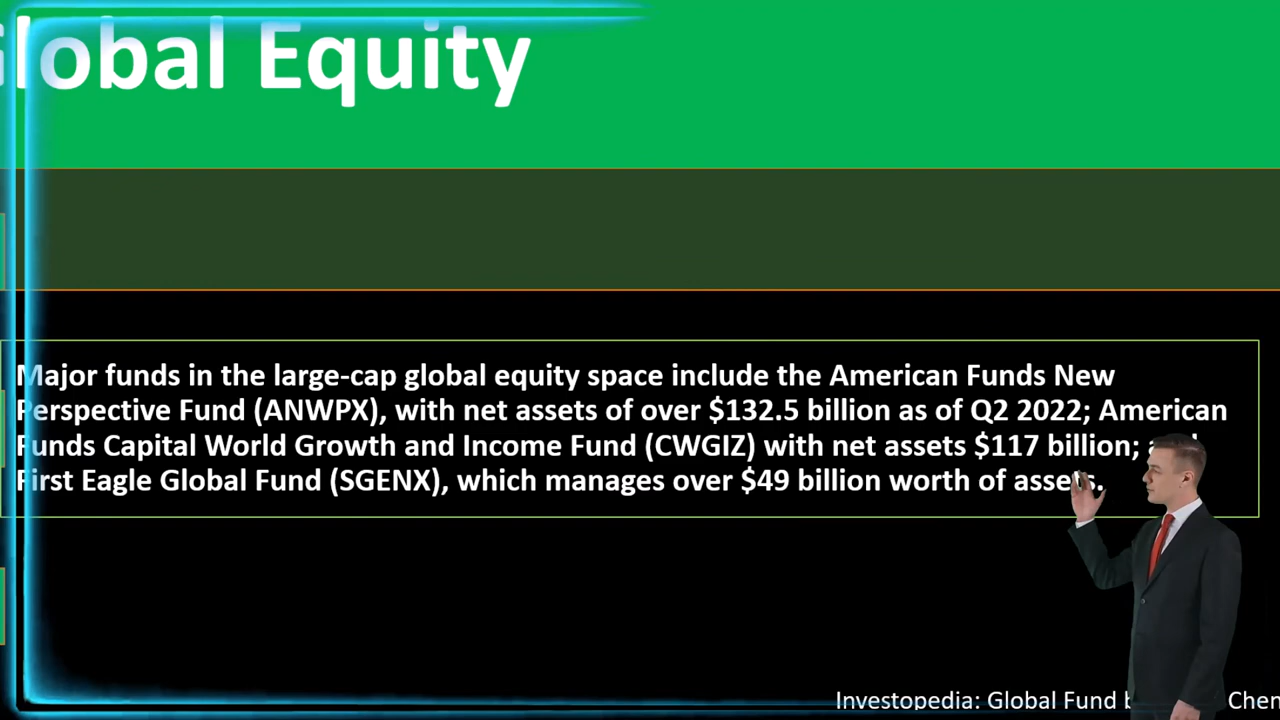 Global Equity
Major funds in the large-cap global equity space include the American Funds New
Perspective Fund (ANWPX), with net assets of over $132.5 billion as of Q2 2022; American
Funds Capital World Growth and Income Fund (CWGIZ) with net assets $117 billion; and
First Eagle Global Fund (SGENX), which manages over $49 billion worth of assets.
Investopedia: Global Fund